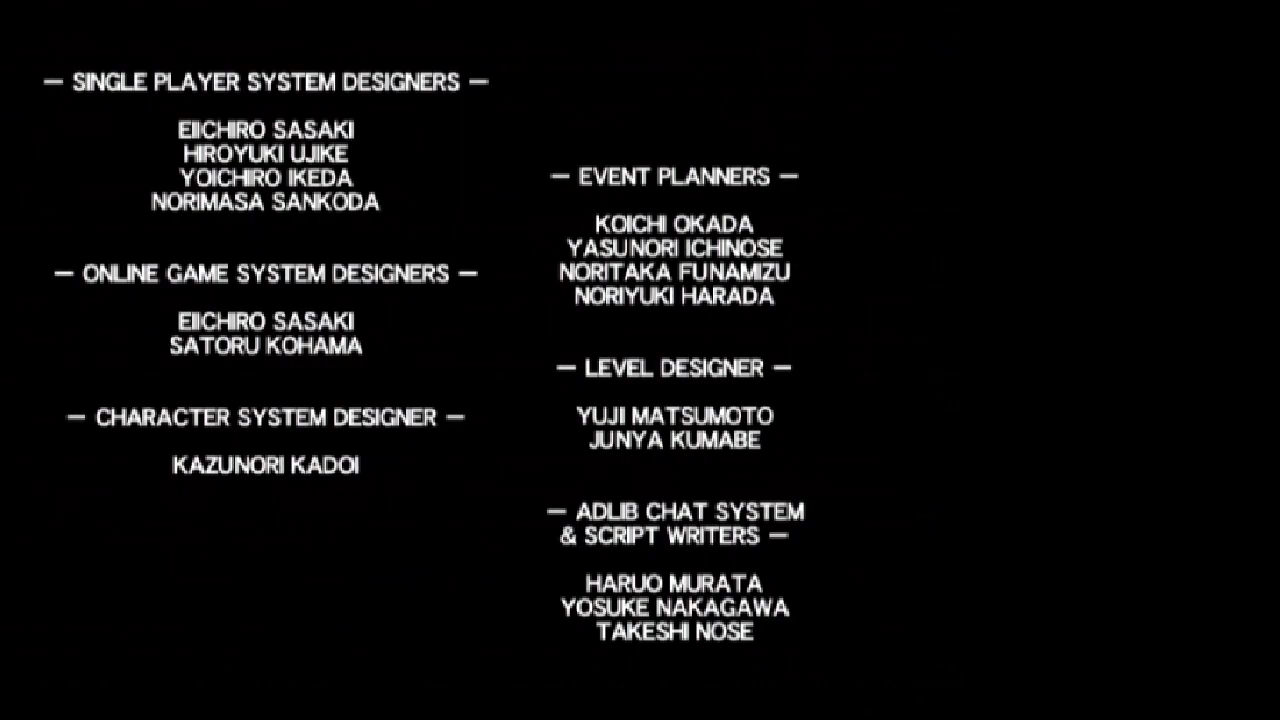 — SINGLE PLAYER SYSTEM DESIGNERS —
EIICHIRO SASAKI
HIROYUKI UJIKE
YOICHIRO IKEDA
NORIMASA SANKODA
— ONLINE GAME SYSTEM DESIGNERS —
EIICHIRO SASAKI
SATORU KOHAMA
— CHARACTER SYSTEM DESIGNER —
KAZUNORI KADOI
— EVENT PLANNERS —
KOICHI OKADA
YASUNORI ICHINOSE
NORITAKA FUNAMIZU
NORIYUKI HARADA
— LEVEL DESIGNER —
YUJI MATSUMOTO
JUNYA KUMABE
— ADLIB CHAT SYSTEM
& SCRIPT WRITERS —
HARUO MURATA
YOSUKE NAKAGAWA
TAKESHI NOSE